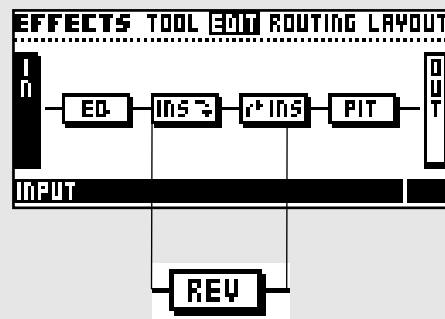 EFFECTS TOOL EDIT ROUTING LAYOUT
In
OUT
EQ
INS
INS
PIT
INPUT
REV